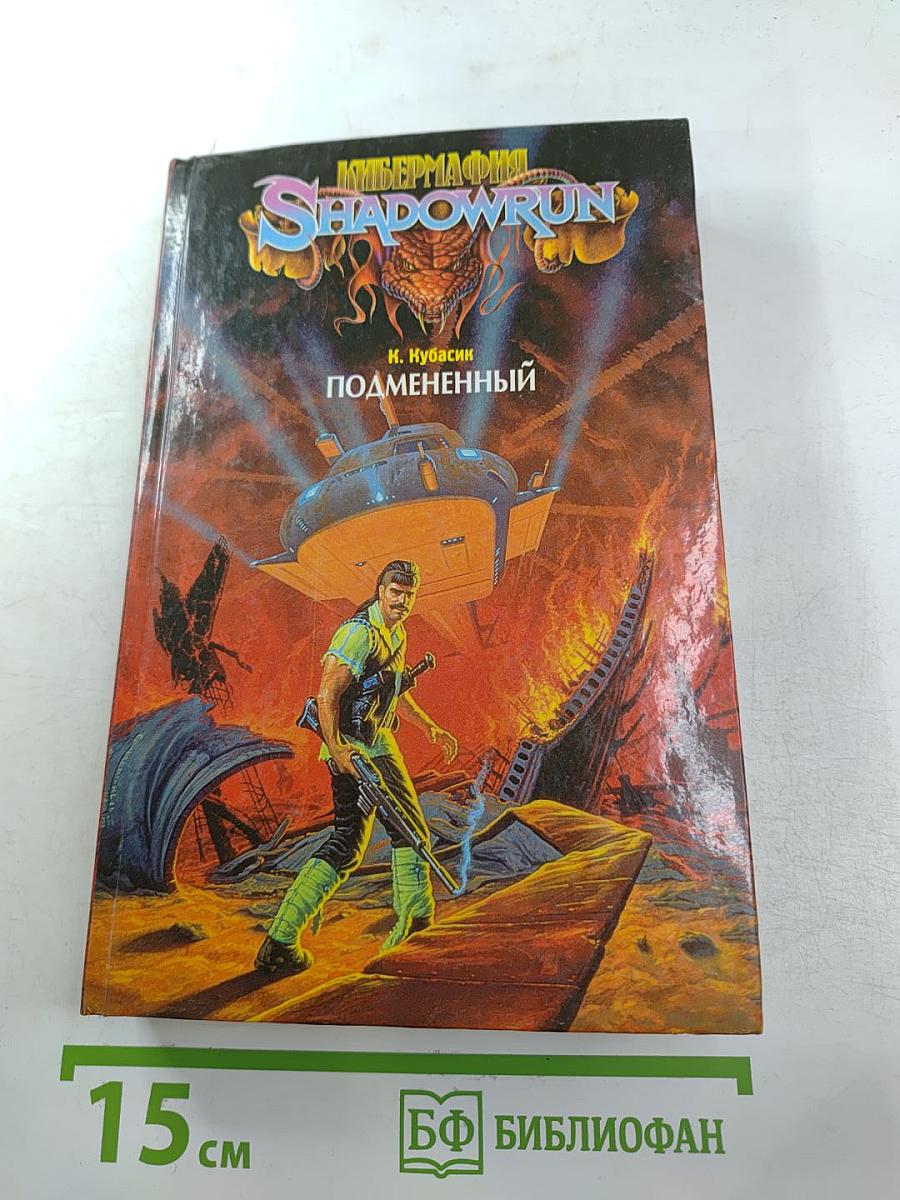 КИБЕРМАФИЯ
SHADOWRUN
К. Кубасик
ПОДМЕНЕННЫЙ
15 см
БФ БИБЛИОФАН